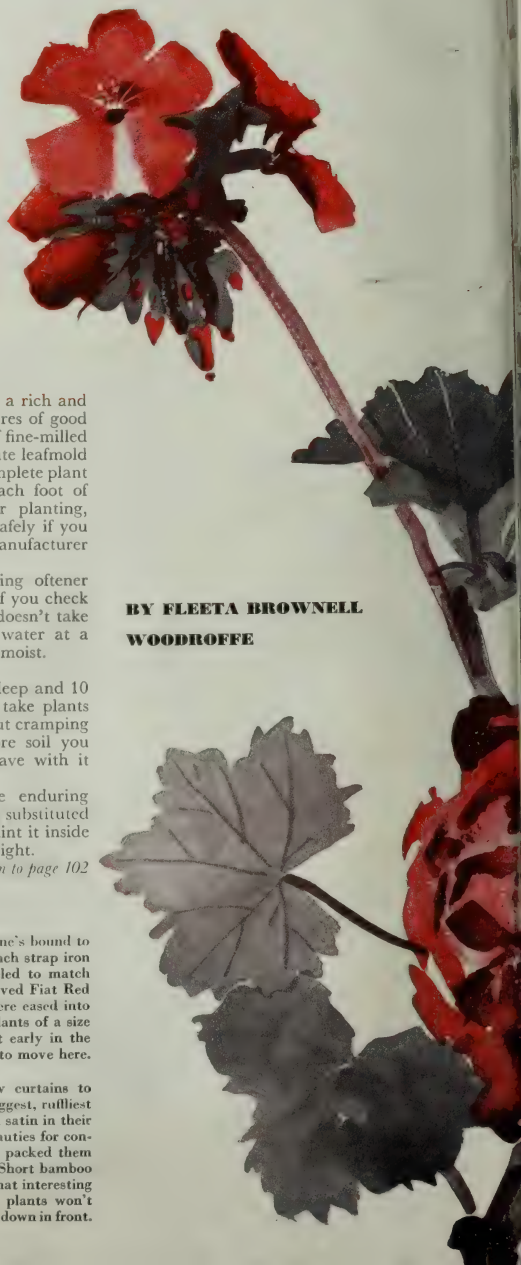 a rich and
res of good
fine-milled
te leafmold
nplete plant
ach foot of
r planting,
afely if you
anufacturer
ing oftener
f you check
doesn't take
water at a
moist.
BY FLEETA BROWNELL
WOODROFFE
leep and 10
take plants
ut cramping
re soil you
ave with it
e enduring
substituted
int it inside
ight.
n to page 102
ne's bound to
ach strap iron
led to match
ved Fiat Red
ere eased into
lants of a size
t early in the
to move here.
v curtains to
ggest, ruffliest
satin in their
auties for con-
packed them
Short bamboo
hat interesting
plants won't
down in front.